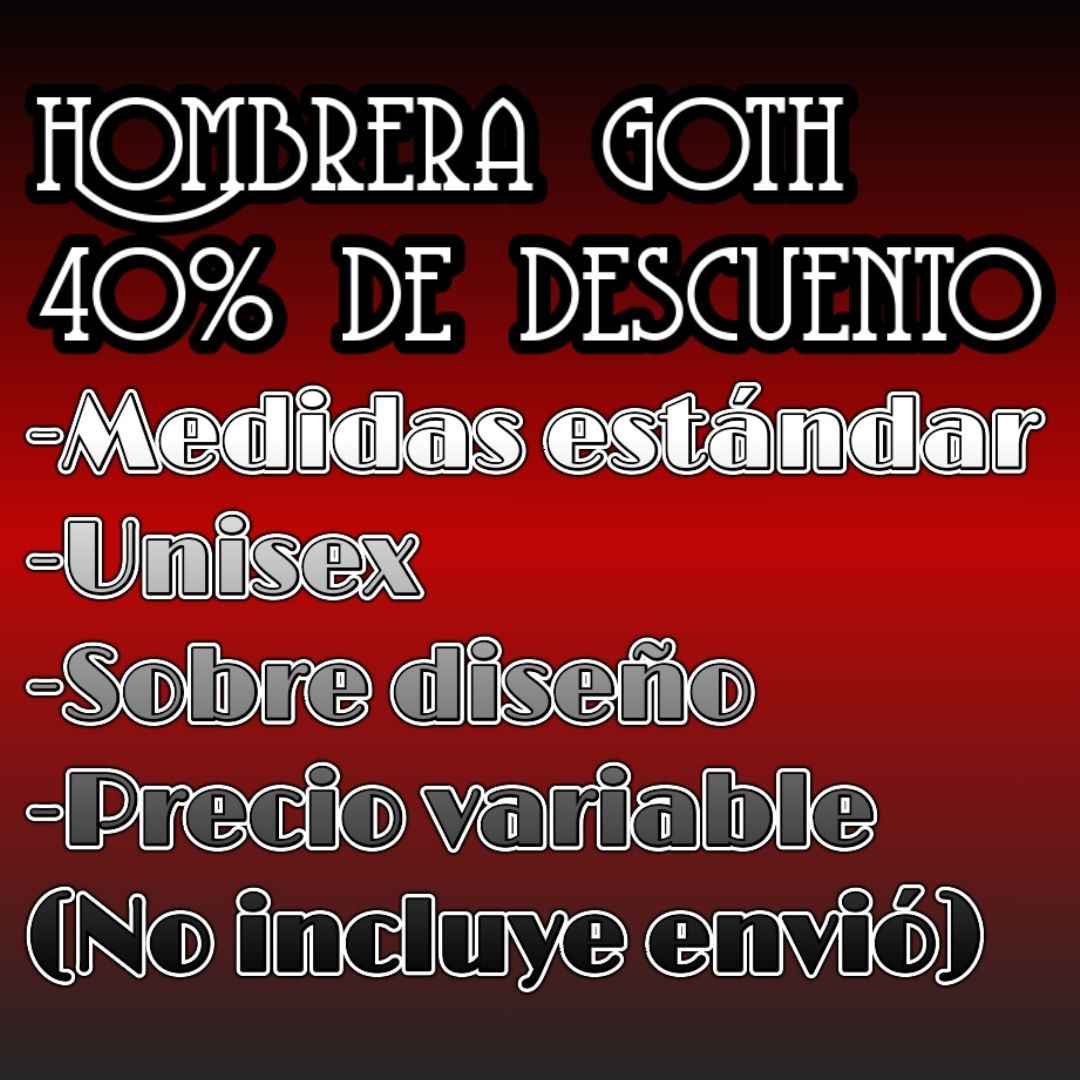 HOMBRERA GOTH
40% DE DESCUENTO
-Medidas estándar
-Unisex
-Sobre diseño
-Precio variable
(No incluye envió)